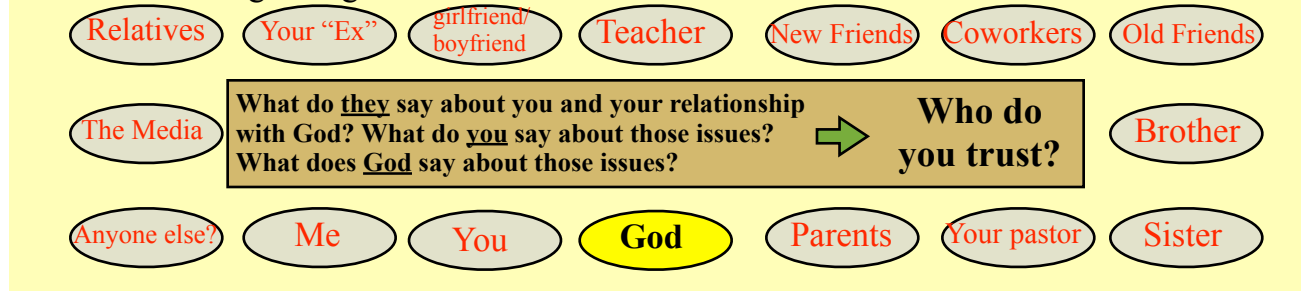 Relatives
Your “Ex”
girlfriend/
boyfriend
Teacher
New Friends
Coworkers
Old Friends
The Media
What do they say about you and your relationship
with God? What do you say about those issues?
What does God say about those issues?
Who do
you trust?
Brother
Anyone else?
Me
You
God
Parents
Your pastor
Sister